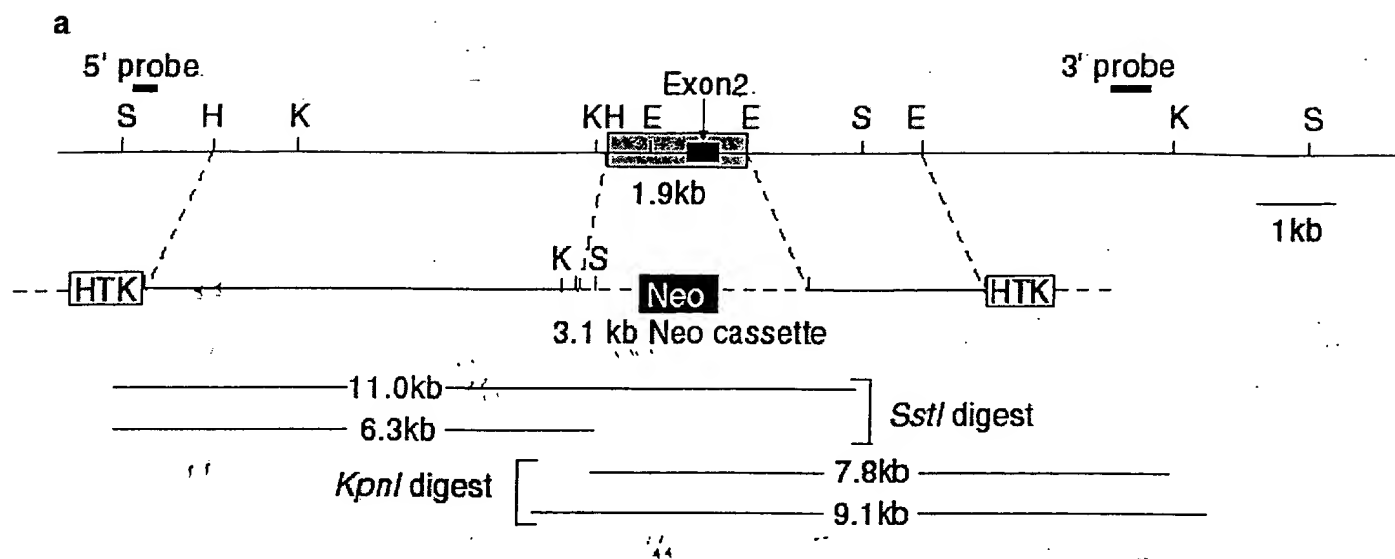 a
5' probe.
3' probe
Exon2.
S H K KH E E S E K S
1.9kb
1kb
K S
HTK Neo HTK
3.1 kb Neo cassette
11.0kb
SstI digest
6.3kb
7.8kb
KpnI digest
9.1kb